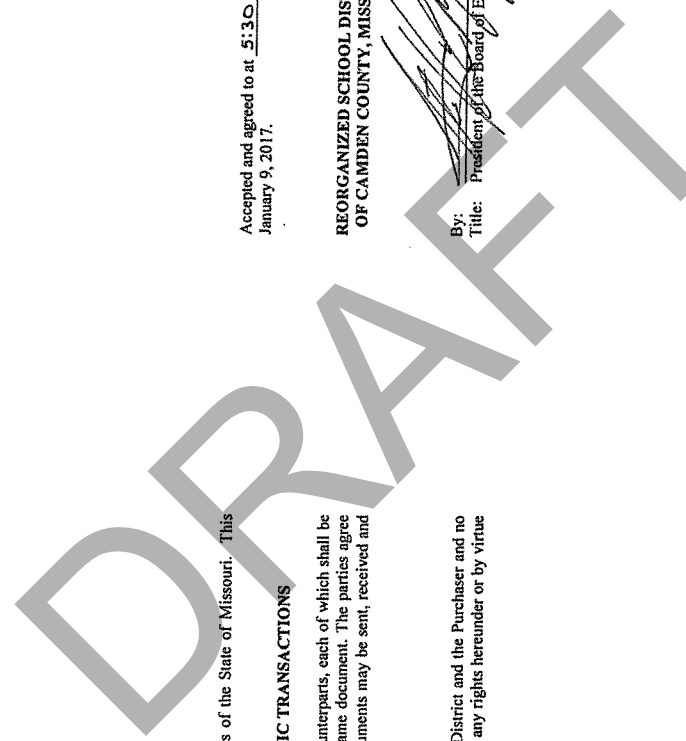 s of the State of Missouri. This
IC TRANSACTIONS
unterparts, each of which shall be
ame document. The parties agree
uments may be sent, received and
District and the Purchaser and no
any rights hereunder or by virtue
Accepted and agreed to at 5:30
January 9, 2017.
REORGANIZED SCHOOL DIS
OF CAMDEN COUNTY, MISS
By:
Title: President of the Board of E
DRAFT